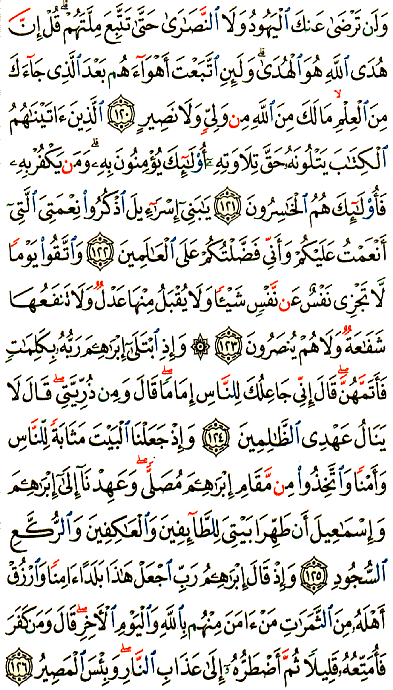 وَلَن تَرْضَىٰ عَنكَ ٱلْيَهُودُ وَلَا ٱلنَّصَـٰرَىٰ حَتَّىٰ تَتَّبِعَ مِلَّتَهُمْ ۗ قُلْ إِنَّ
هُدَى ٱللَّهِ هُوَ ٱلْهُدَىٰ ۗ وَلَئِنِ ٱتَّبَعْتَ أَهْوَآءَهُم بَعْدَ ٱلَّذِى جَآءَكَ
مِنَ ٱلْعِلْمِ ۙ مَا لَكَ مِنَ ٱللَّهِ مِن وَلِىٍّ وَلَا نَصِيرٍ ١٢٠ ٱلَّذِينَ ءَاتَيْنَـٰهُمُ
ٱلْكِتَـٰبَ يَتْلُونَهُۥ حَقَّ تِلَاوَتِهِۦٓ أُو۟لَـٰٓئِكَ يُؤْمِنُونَ بِهِۦ ۗ وَمَن يَكْفُرْ بِهِۦ
فَأُو۟لَـٰٓئِكَ هُمُ ٱلْخَـٰسِرُونَ ١٢١ يَـٰبَنِىٓ إِسْرَٰٓءِيلَ ٱذْكُرُوا۟ نِعْمَتِىَ ٱلَّتِىٓ
أَنْعَمْتُ عَلَيْكُمْ وَأَنِّى فَضَّلْتُكُمْ عَلَى ٱلْعَـٰلَمِينَ ١٢٢ وَٱتَّقُوا۟ يَوْمًا
لَّا تَجْزِى نَفْسٌ عَن نَّفْسٍ شَيْـًٔا وَلَا يُقْبَلُ مِنْهَا عَدْلٌ وَلَا تَنفَعُهَا
شَفَـٰعَةٌ وَلَا هُمْ يُنصَرُونَ ١٢٣ ۞ وَإِذِ ٱبْتَلَىٰٓ إِبْرَٰهِـۧمَ رَبُّهُۥ بِكَلِمَـٰتٍ
فَأَتَمَّهُنَّ ۖ قَالَ إِنِّى جَاعِلُكَ لِلنَّاسِ إِمَامًا ۖ قَالَ وَمِن ذُرِّيَّتِى ۖ قَالَ لَا
يَنَالُ عَهْدِى ٱلظَّـٰلِمِينَ ١٢٤ وَإِذْ جَعَلْنَا ٱلْبَيْتَ مَثَابَةً لِّلنَّاسِ
وَأَمْنًا وَٱتَّخِذُوا۟ مِن مَّقَامِ إِبْرَٰهِـۧمَ مُصَلًّى ۖ وَعَهِدْنَآ إِلَىٰٓ إِبْرَٰهِـۧمَ
وَإِسْمَـٰعِيلَ أَن طَهِّرَا بَيْتِىَ لِلطَّآئِفِينَ وَٱلْعَـٰكِفِينَ وَٱلرُّكَّعِ
ٱلسُّجُودِ ١٢٥ وَإِذْ قَالَ إِبْرَٰهِـۧمُ رَبِّ ٱجْعَلْ هَـٰذَا بَلَدًا ءَامِنًا وَٱرْزُقْ
أَهْلَهُۥ مِنَ ٱلثَّمَرَٰتِ مَنْ ءَامَنَ مِنْهُم بِٱللَّهِ وَٱلْيَوْمِ ٱلْـَٔاخِرِ ۖ قَالَ وَمَن كَفَرَ
فَأُمَتِّعُهُۥ قَلِيلًا ثُمَّ أَضْطَرُّهُۥٓ إِلَىٰ عَذَابِ ٱلنَّارِ ۖ وَبِئْسَ ٱلْمَصِيرُ ١٢٦